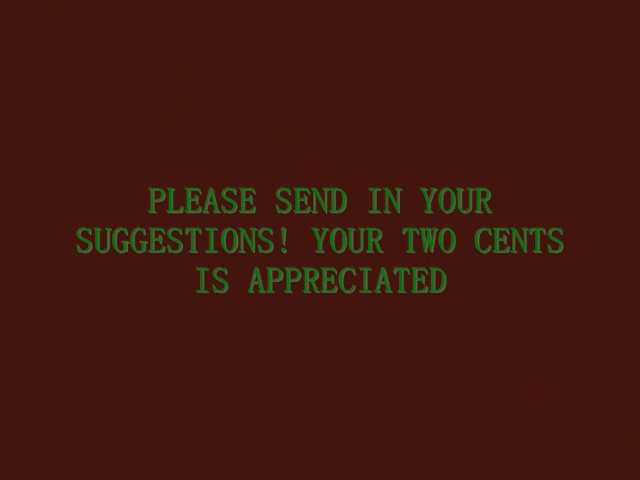 PLEASE SEND IN YOUR
SUGGESTIONS! YOUR TWO CENTS
IS APPRECIATED